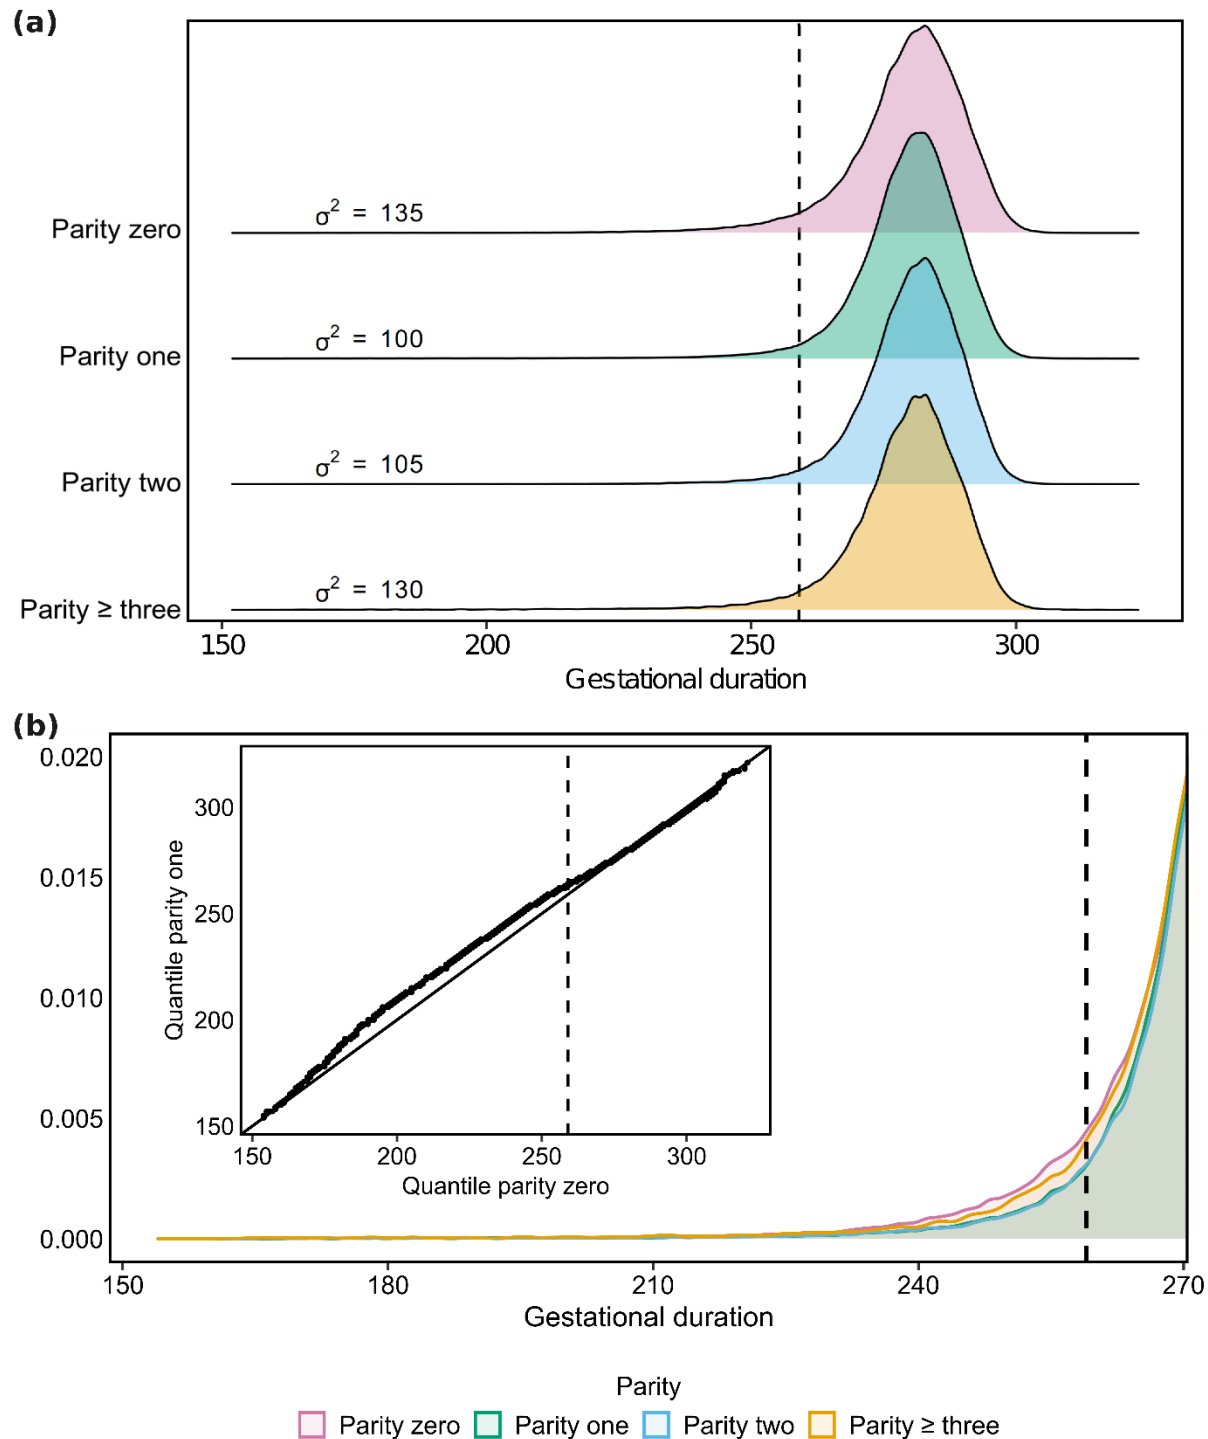 (a)
Parity zero
σ² = 135
Parity one
σ² = 100
Parity two
σ² = 105
Parity ≥ three
σ² = 130
150 200 250 300
Gestational duration
(b)
0.020
0.015
0.010
0.005
0.000
Quantile parity one
300
250
200
150
150 200 250 300
Quantile parity zero
150 180 210 240 270
Gestational duration
Parity
Parity zero Parity one Parity two Parity ≥ three